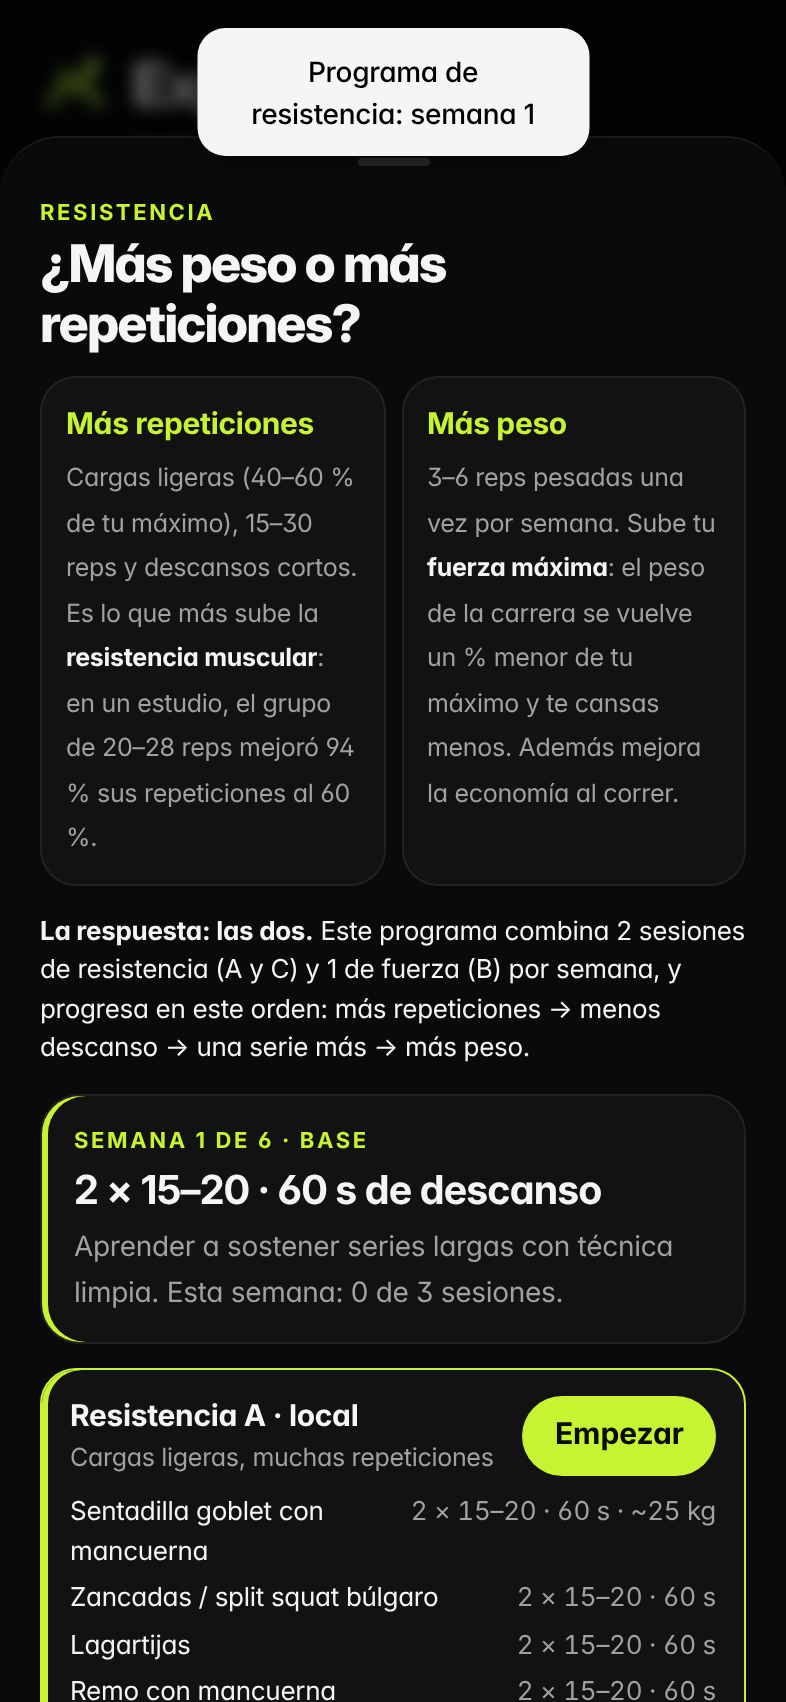 Programa de
resistencia: semana 1
RESISTENCIA
¿Más peso o más
repeticiones?
Más repeticiones
Cargas ligeras (40–60 %
de tu máximo), 15–30
reps y descansos cortos.
Es lo que más sube la
resistencia muscular:
en un estudio, el grupo
de 20–28 reps mejoró 94
% sus repeticiones al 60
%.
Más peso
3–6 reps pesadas una
vez por semana. Sube tu
fuerza máxima: el peso
de la carrera se vuelve
un % menor de tu
máximo y te cansas
menos. Además mejora
la economía al correr.
La respuesta: las dos. Este programa combina 2 sesiones
de resistencia (A y C) y 1 de fuerza (B) por semana, y
progresa en este orden: más repeticiones → menos
descanso → una serie más → más peso.
SEMANA 1 DE 6 · BASE
2 × 15–20 · 60 s de descanso
Aprender a sostener series largas con técnica
limpia. Esta semana: 0 de 3 sesiones.
Resistencia A · local
Cargas ligeras, muchas repeticiones
Empezar
Sentadilla goblet con 2 × 15–20 · 60 s · ~25 kg
mancuerna
Zancadas / split squat búlgaro 2 × 15–20 · 60 s
Lagartijas 2 × 15–20 · 60 s
Remo con mancuerna 2 × 15–20 · 60 s